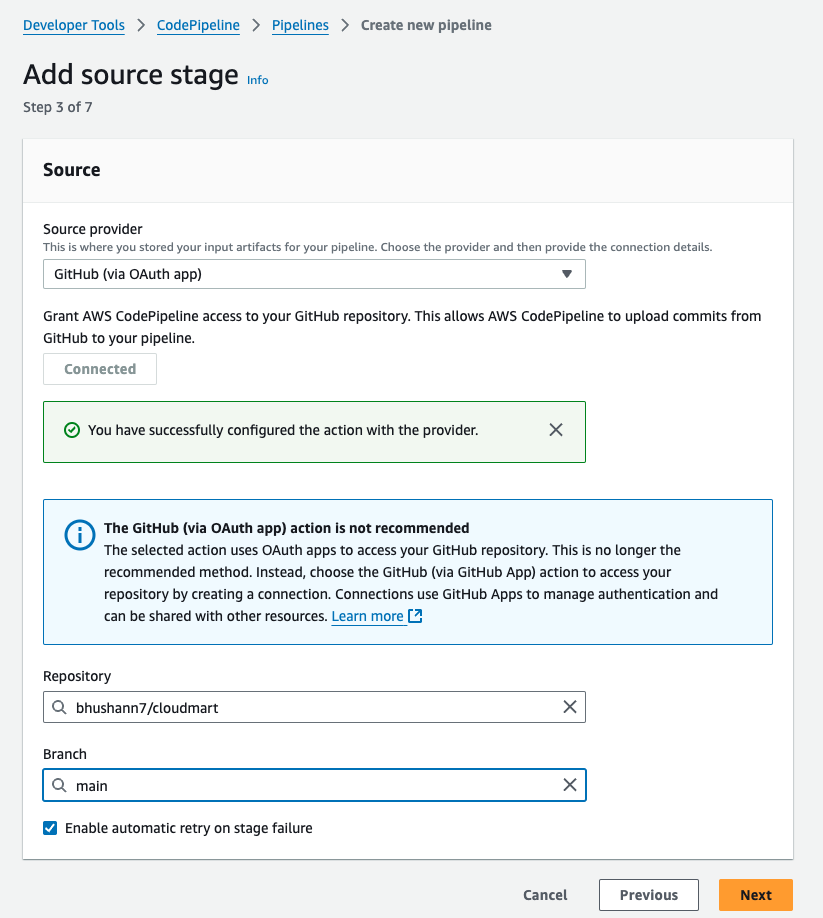 Developer Tools > CodePipeline > Pipelines > Create new pipeline
Add source stage Info
Step 3 of 7
Source
Source provider
This is where you stored your input artifacts for your pipeline. Choose the provider and then provide the connection details.
GitHub (via OAuth app)
Grant AWS CodePipeline access to your GitHub repository. This allows AWS CodePipeline to upload commits from
GitHub to your pipeline.
Connected
You have successfully configured the action with the provider.
The GitHub (via OAuth app) action is not recommended
The selected action uses OAuth apps to access your GitHub repository. This is no longer the
recommended method. Instead, choose the GitHub (via GitHub App) action to access your
repository by creating a connection. Connections use GitHub Apps to manage authentication and
can be shared with other resources. Learn more
Repository
bhushann7/cloudmart
Branch
main
Enable automatic retry on stage failure
Cancel Previous Next